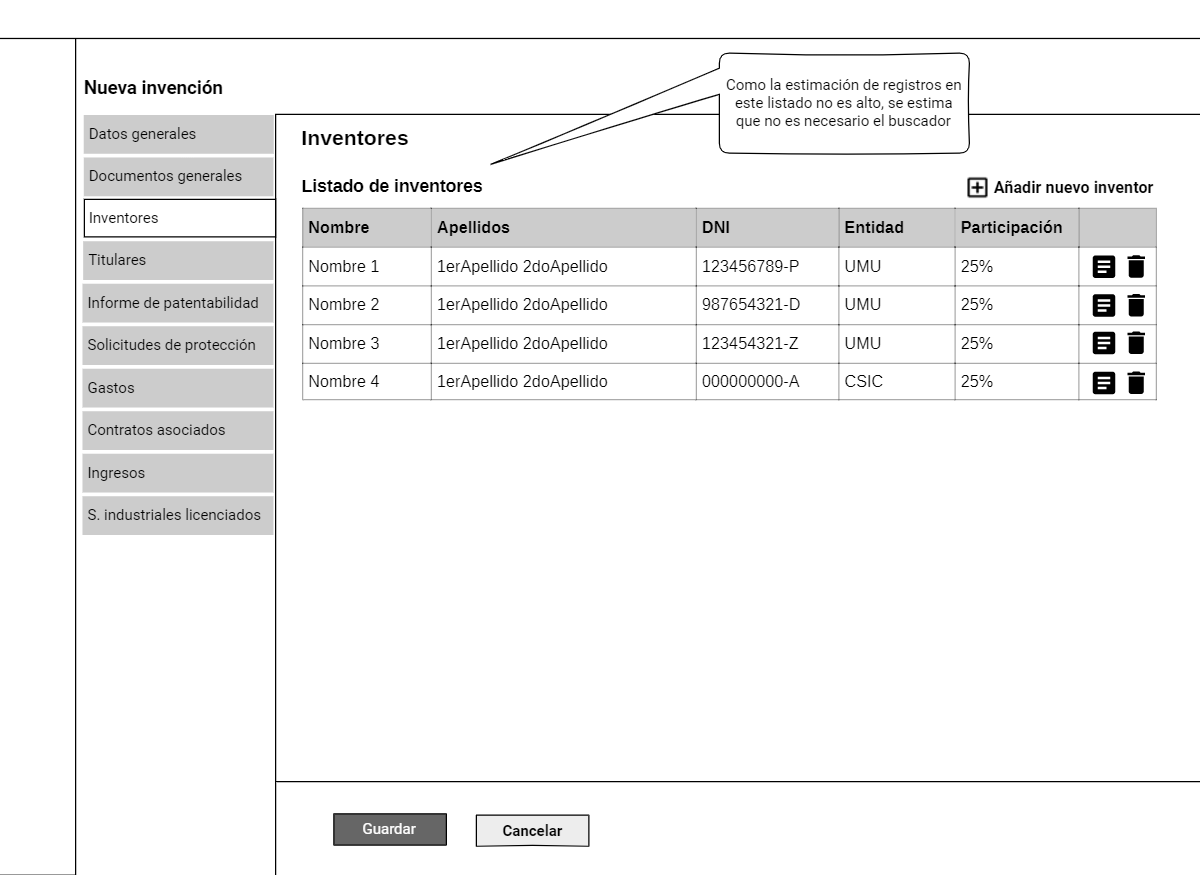 Nueva invención
Como la estimación de registros en
este listado no es alto, se estima
que no es necesario el buscador
Datos generales
Documentos generales
Inventores
Titulares
Informe de patentabilidad
Solicitudes de protección
Gastos
Contratos asociados
Ingresos
S. industriales licenciados
Inventores
Listado de inventores
Añadir nuevo inventor
Nombre Apellidos DNI Entidad Participación
Nombre 1 1erApellido 2doApellido 123456789-P UMU 25%
Nombre 2 1erApellido 2doApellido 987654321-D UMU 25%
Nombre 3 1erApellido 2doApellido 123454321-Z UMU 25%
Nombre 4 1erApellido 2doApellido 000000000-A CSIC 25%
Guardar
Cancelar